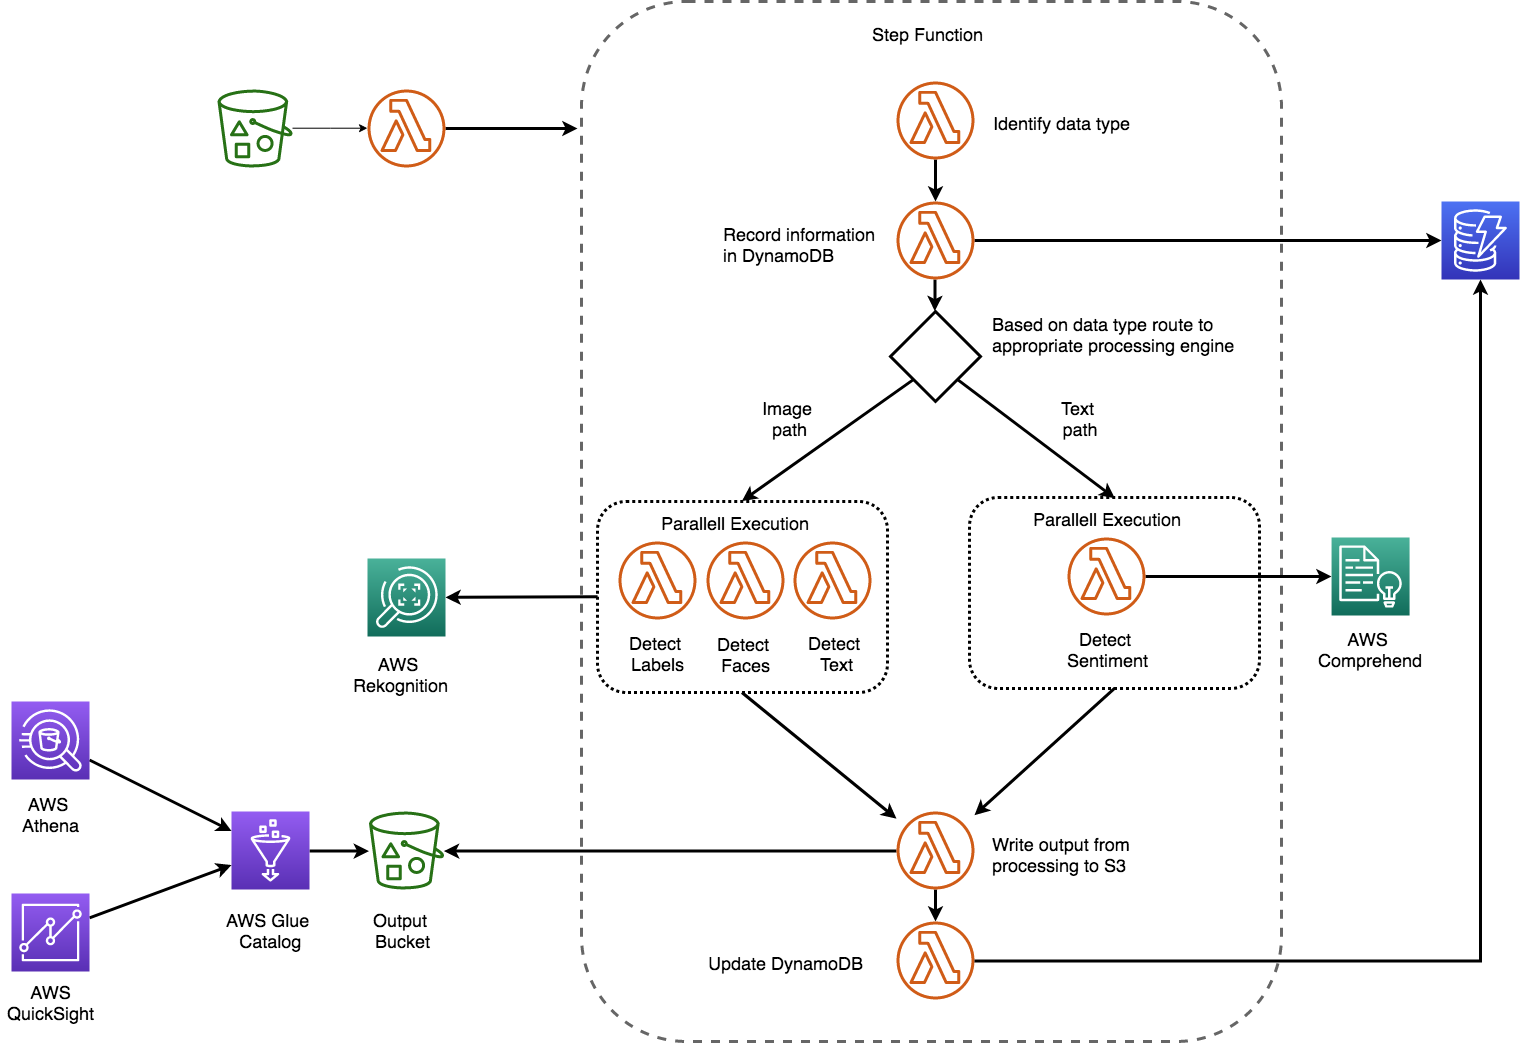 Step Function
Identify data type
Record information
in DynamoDB
Based on data type route to
appropriate processing engine
Image
path
Text
path
Parallell Execution
Detect
Labels
Detect
Faces
Detect
Text
Parallell Execution
Detect
Sentiment
AWS
Rekognition
AWS
Comprehend
AWS
Athena
AWS Glue
Catalog
Output
Bucket
Write output from
processing to S3
Update DynamoDB
AWS
QuickSight